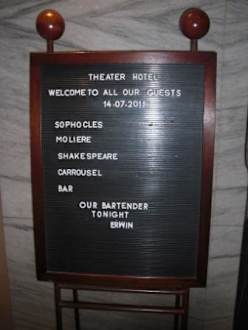 THEATER HOTEL
WELCOME TO ALL OUR GUESTS
14-07-2011
SOPHOCLES
MOLIERE
SHAKESPEARE
CARROUSEL
BAR
OUR BARTENDER
TONIGHT
ERWIN